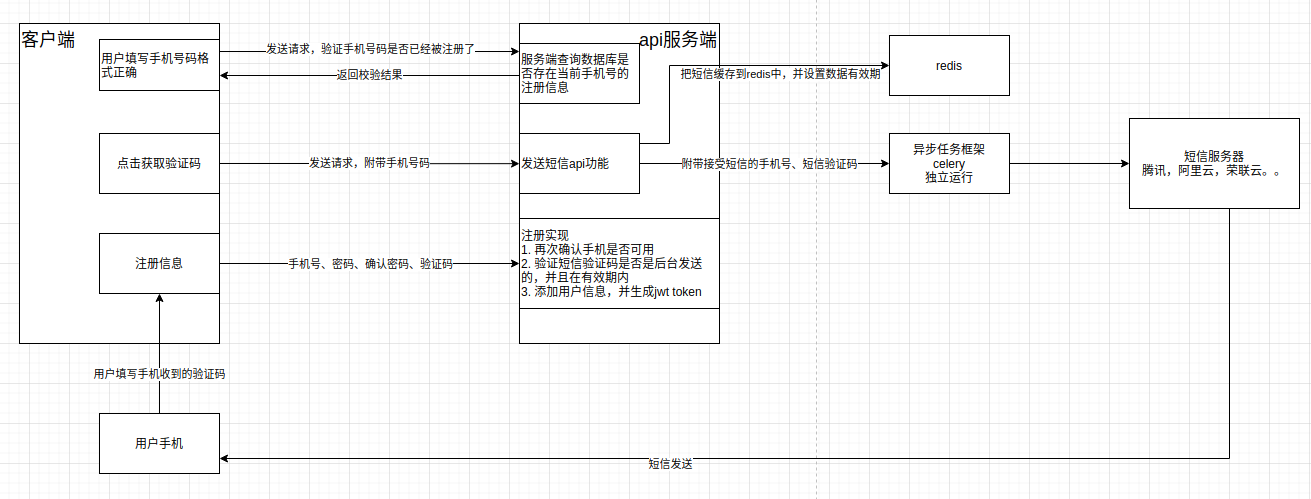 客户端
用户填写手机号码格
式正确
发送请求，验证手机号码是否已经被注册了
返回校验结果
api服务端
服务端查询数据库是
否存在当前手机号的
注册信息
把短信缓存到redis中，并设置数据有效期
redis
点击获取验证码
发送请求，附带手机号码
发送短信api功能
附带接受短信的手机号、短信验证码
异步任务框架
celery
独立运行
短信服务器
腾讯，阿里云，荣联云。。
注册信息
手机号、密码、确认密码、验证码
注册实现
1. 再次确认手机是否可用
2. 验证短信验证码是否是后台发送
的，并且在有效期内
3. 添加用户信息，并生成jwt token
用户填写手机收到的验证码
用户手机
短信发送